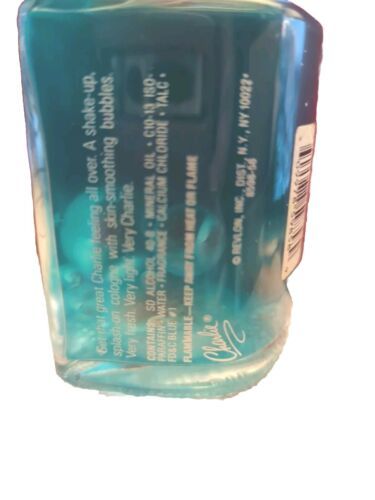 Get that great Charlie feeling all over. A shake-up,
splash-on cologne with skin-smoothing bubbles.
Very fresh. Very light. Very Charlie.
CONTAINS: SD ALCOHOL 40-B • MINERAL OIL • C10-13 ISO-
PARAFFIN • WATER • FRAGRANCE • CALCIUM CHLORIDE • TALC •
FD&C BLUE #1
FLAMMABLE—KEEP AWAY FROM HEAT OR FLAME
Charlie®
© REVLON, INC. DIST. N.Y., NY 10022